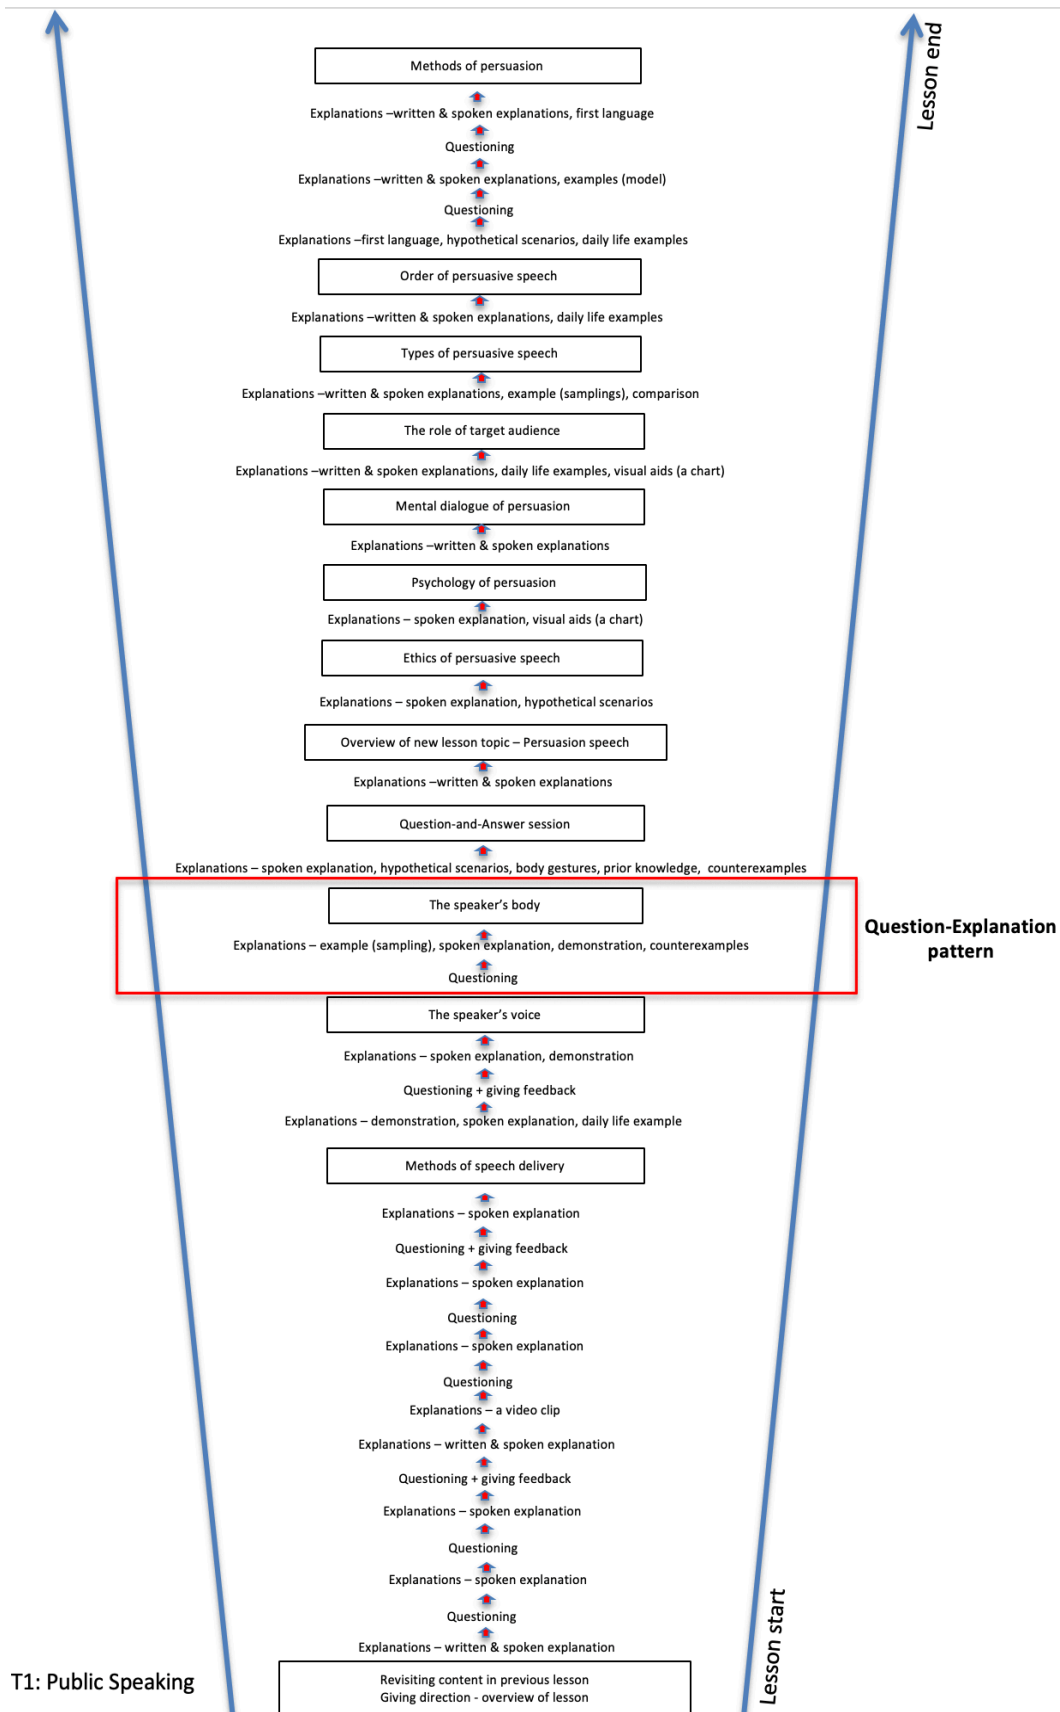 Lesson end
Methods of persuasion
Explanations –written & spoken explanations, first language
Questioning
Explanations –written & spoken explanations, examples (model)
Questioning
Explanations –first language, hypothetical scenarios, daily life examples
Order of persuasive speech
Explanations –written & spoken explanations, daily life examples
Types of persuasive speech
Explanations –written & spoken explanations, example (samplings), comparison
The role of target audience
Explanations –written & spoken explanations, daily life examples, visual aids (a chart)
Mental dialogue of persuasion
Explanations –written & spoken explanations
Psychology of persuasion
Explanations – spoken explanation, visual aids (a chart)
Ethics of persuasive speech
Explanations – spoken explanation, hypothetical scenarios
Overview of new lesson topic – Persuasion speech
Explanations –written & spoken explanations
Question-and-Answer session
Explanations – spoken explanation, hypothetical scenarios, body gestures, prior knowledge, counterexamples
The speaker's body
Explanations – example (sampling), spoken explanation, demonstration, counterexamples
Questioning
Question-Explanation
pattern
The speaker's voice
Explanations – spoken explanation, demonstration
Questioning + giving feedback
Explanations – demonstration, spoken explanation, daily life example
Methods of speech delivery
Explanations – spoken explanation
Questioning + giving feedback
Explanations – spoken explanation
Questioning
Explanations – spoken explanation
Questioning
Explanations – a video clip
Explanations – written & spoken explanation
Questioning + giving feedback
Explanations – spoken explanation
Questioning
Explanations – spoken explanation
Questioning
Explanations – written & spoken explanation
Revisiting content in previous lesson
Giving direction - overview of lesson
T1: Public Speaking
Lesson start